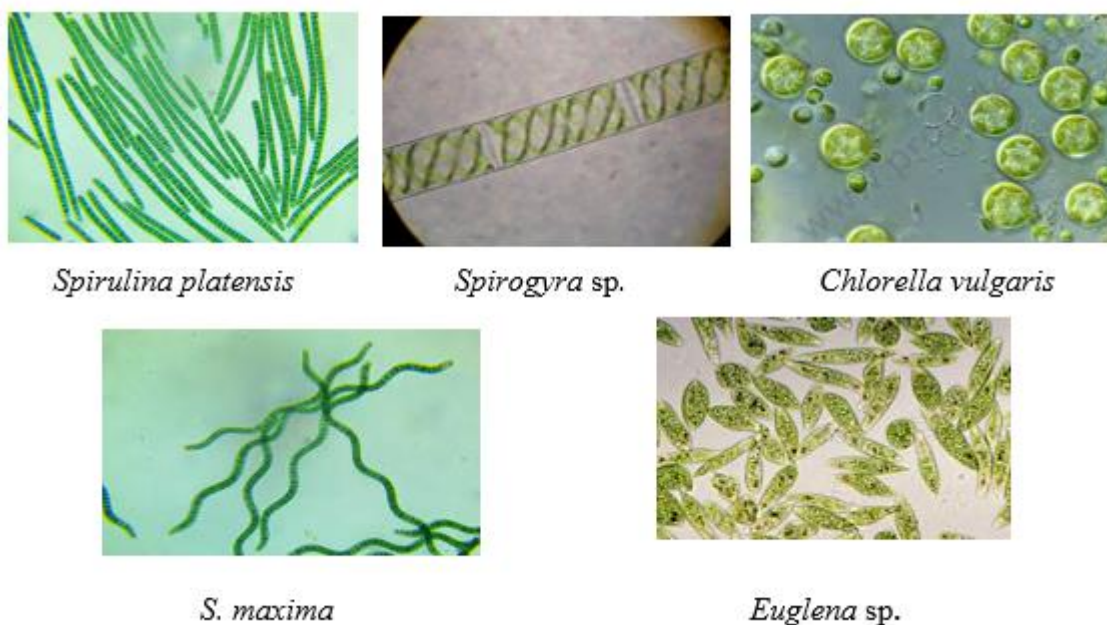 Spirulina platensis
Spirogyra sp.
Chlorella vulgaris
S. maxima
Euglena sp.